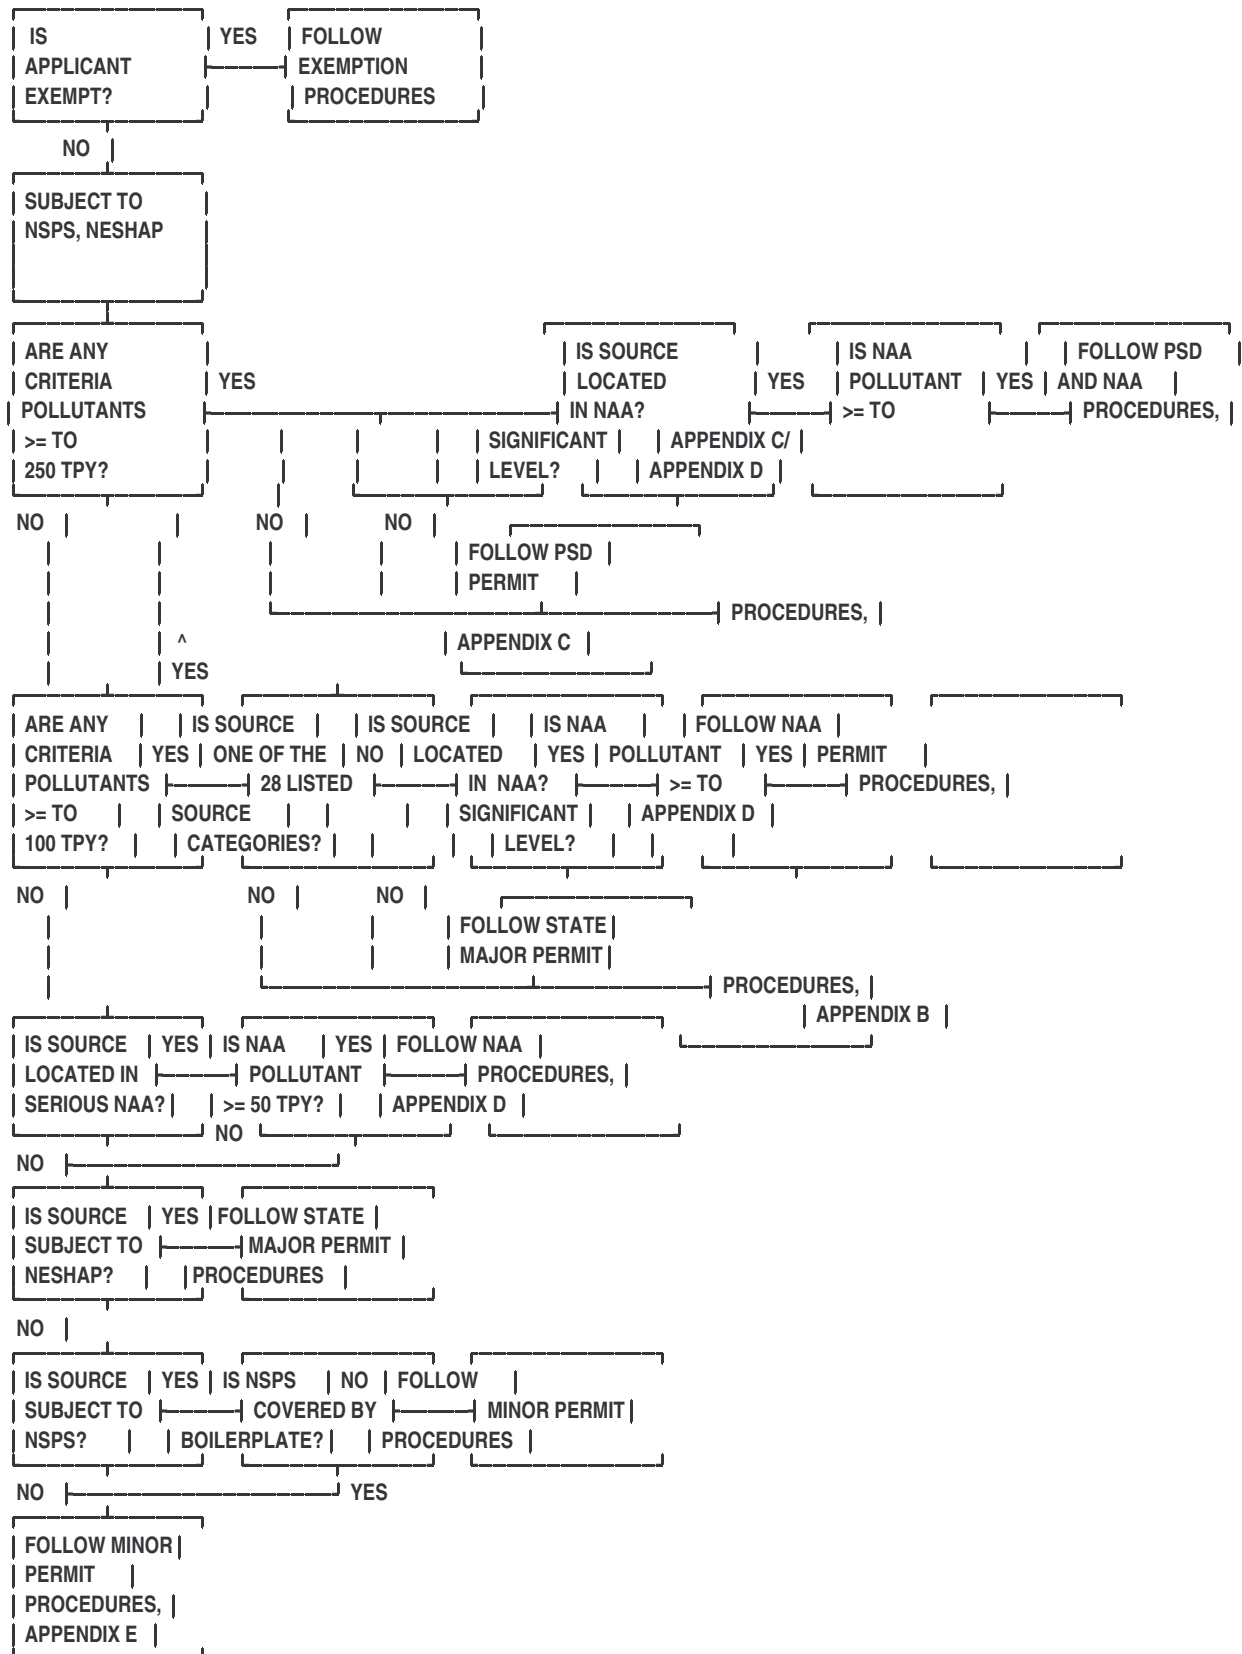 IS YES FOLLOW
APPLICANT EXEMPTION
EXEMPT? PROCEDURES
NO
SUBJECT TO
NSPS, NESHAP
ARE ANY IS SOURCE IS NAA FOLLOW PSD
CRITERIA YES LOCATED YES POLLUTANT YES AND NAA
POLLUTANTS IN NAA? >= TO PROCEDURES,
>= TO SIGNIFICANT APPENDIX C/
250 TPY? LEVEL? APPENDIX D
NO NO NO
FOLLOW PSD
PERMIT
PROCEDURES,
^ APPENDIX C
YES
ARE ANY IS SOURCE IS SOURCE IS NAA FOLLOW NAA
CRITERIA YES ONE OF THE NO LOCATED YES POLLUTANT YES PERMIT
POLLUTANTS 28 LISTED IN NAA? >= TO PROCEDURES,
>= TO SOURCE SIGNIFICANT APPENDIX D
100 TPY? CATEGORIES? LEVEL?
NO NO NO
FOLLOW STATE
MAJOR PERMIT
PROCEDURES,
APPENDIX B
IS SOURCE YES IS NAA YES FOLLOW NAA
LOCATED IN POLLUTANT PROCEDURES,
SERIOUS NAA? >= 50 TPY? APPENDIX D
NO
NO
IS SOURCE YES FOLLOW STATE
SUBJECT TO MAJOR PERMIT
NESHAP? PROCEDURES
NO
IS SOURCE YES IS NSPS NO FOLLOW
SUBJECT TO COVERED BY MINOR PERMIT
NSPS? BOILERPLATE? PROCEDURES
NO YES
FOLLOW MINOR
PERMIT
PROCEDURES,
APPENDIX E